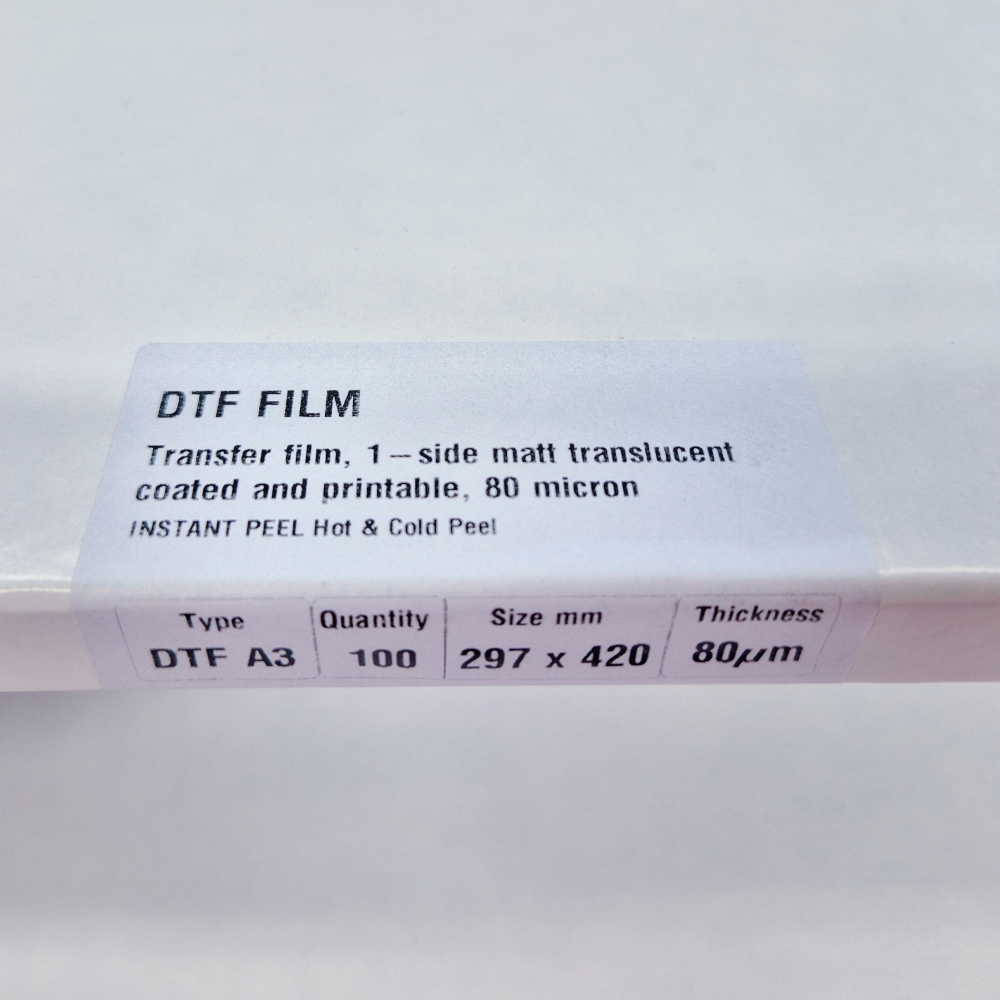 DTF FILM
Transfer film, 1-side matt translucent
coated and printable, 80 micron
INSTANT PEEL Hot & Cold Peel
Type Quantity Size mm Thickness
DTF A3 100 297 x 420 80µm